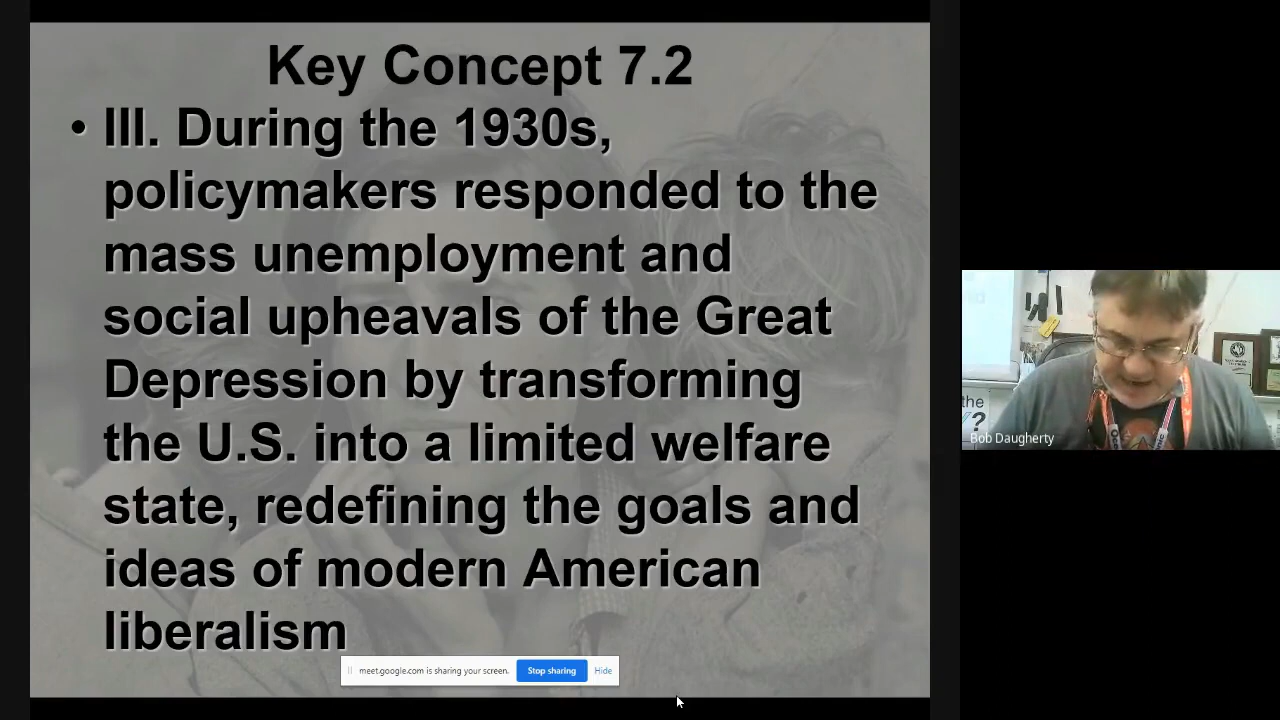 Key Concept 7.2
• III. During the 1930s,
policymakers responded to the
mass unemployment and
social upheavals of the Great
Depression by transforming
the U.S. into a limited welfare
state, redefining the goals and
ideas of modern American
liberalism
meet.google.com is sharing your screen.
Stop sharing
Hide
the
?
Bob Daugherty